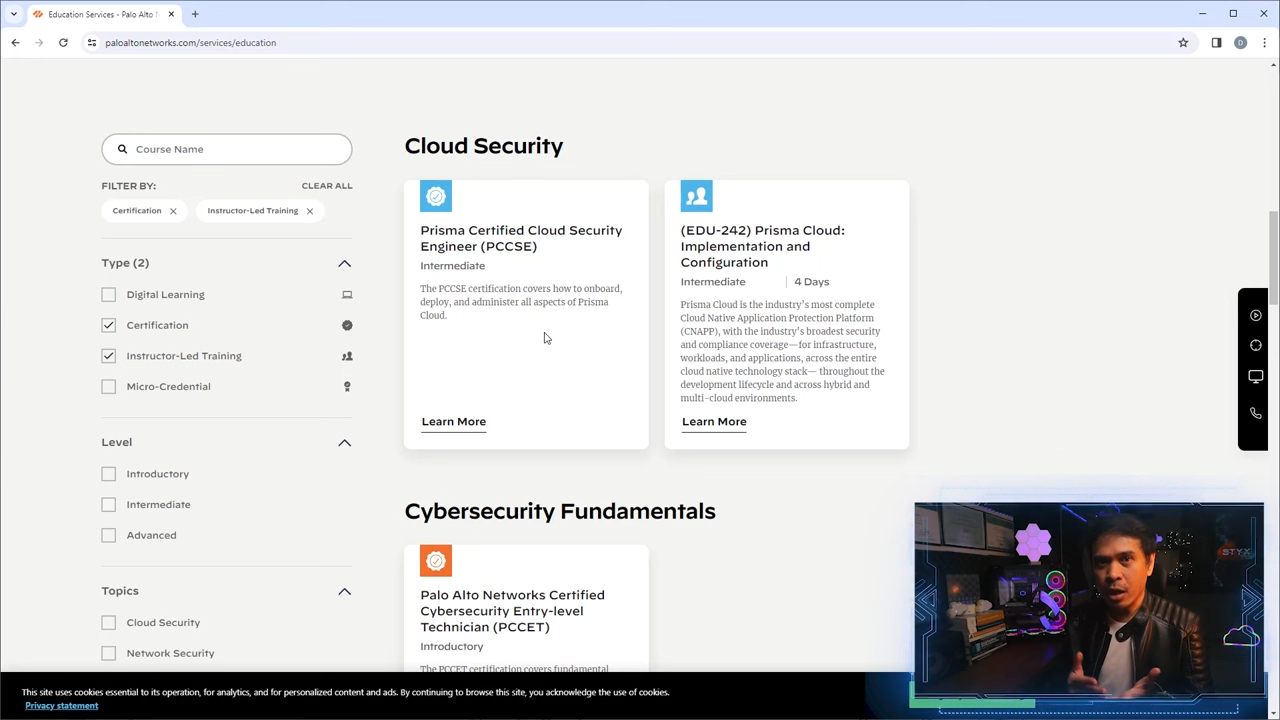 Education Services - Palo Alto N
paloaltonetworks.com/services/education
D
Course Name
FILTER BY:
CLEAR ALL
Certification
Instructor-Led Training
Type (2)
Digital Learning
Certification
Instructor-Led Training
Micro-Credential
Level
Introductory
Intermediate
Advanced
Topics
Cloud Security
Network Security
Cloud Security
Prisma Certified Cloud Security
Engineer (PCCSE)
Intermediate
The PCCSE certification covers how to onboard,
deploy, and administer all aspects of Prisma
Cloud.
Learn More
(EDU-242) Prisma Cloud:
Implementation and
Configuration
Intermediate
4 Days
Prisma Cloud is the industry's most complete
Cloud Native Application Protection Platform
(CNAPP), with the industry's broadest security
and compliance coverage—for infrastructure,
workloads, and applications, across the entire
cloud native technology stack— throughout the
development lifecycle and across hybrid and
multi-cloud environments.
Learn More
Cybersecurity Fundamentals
Palo Alto Networks Certified
Cybersecurity Entry-level
Technician (PCCET)
Introductory
The PCCET certification covers fundamental
STYX
This site uses cookies essential to its operation, for analytics, and for personalized content and ads. By continuing to browse this site, you acknowledge the use of cookies.
Privacy statement